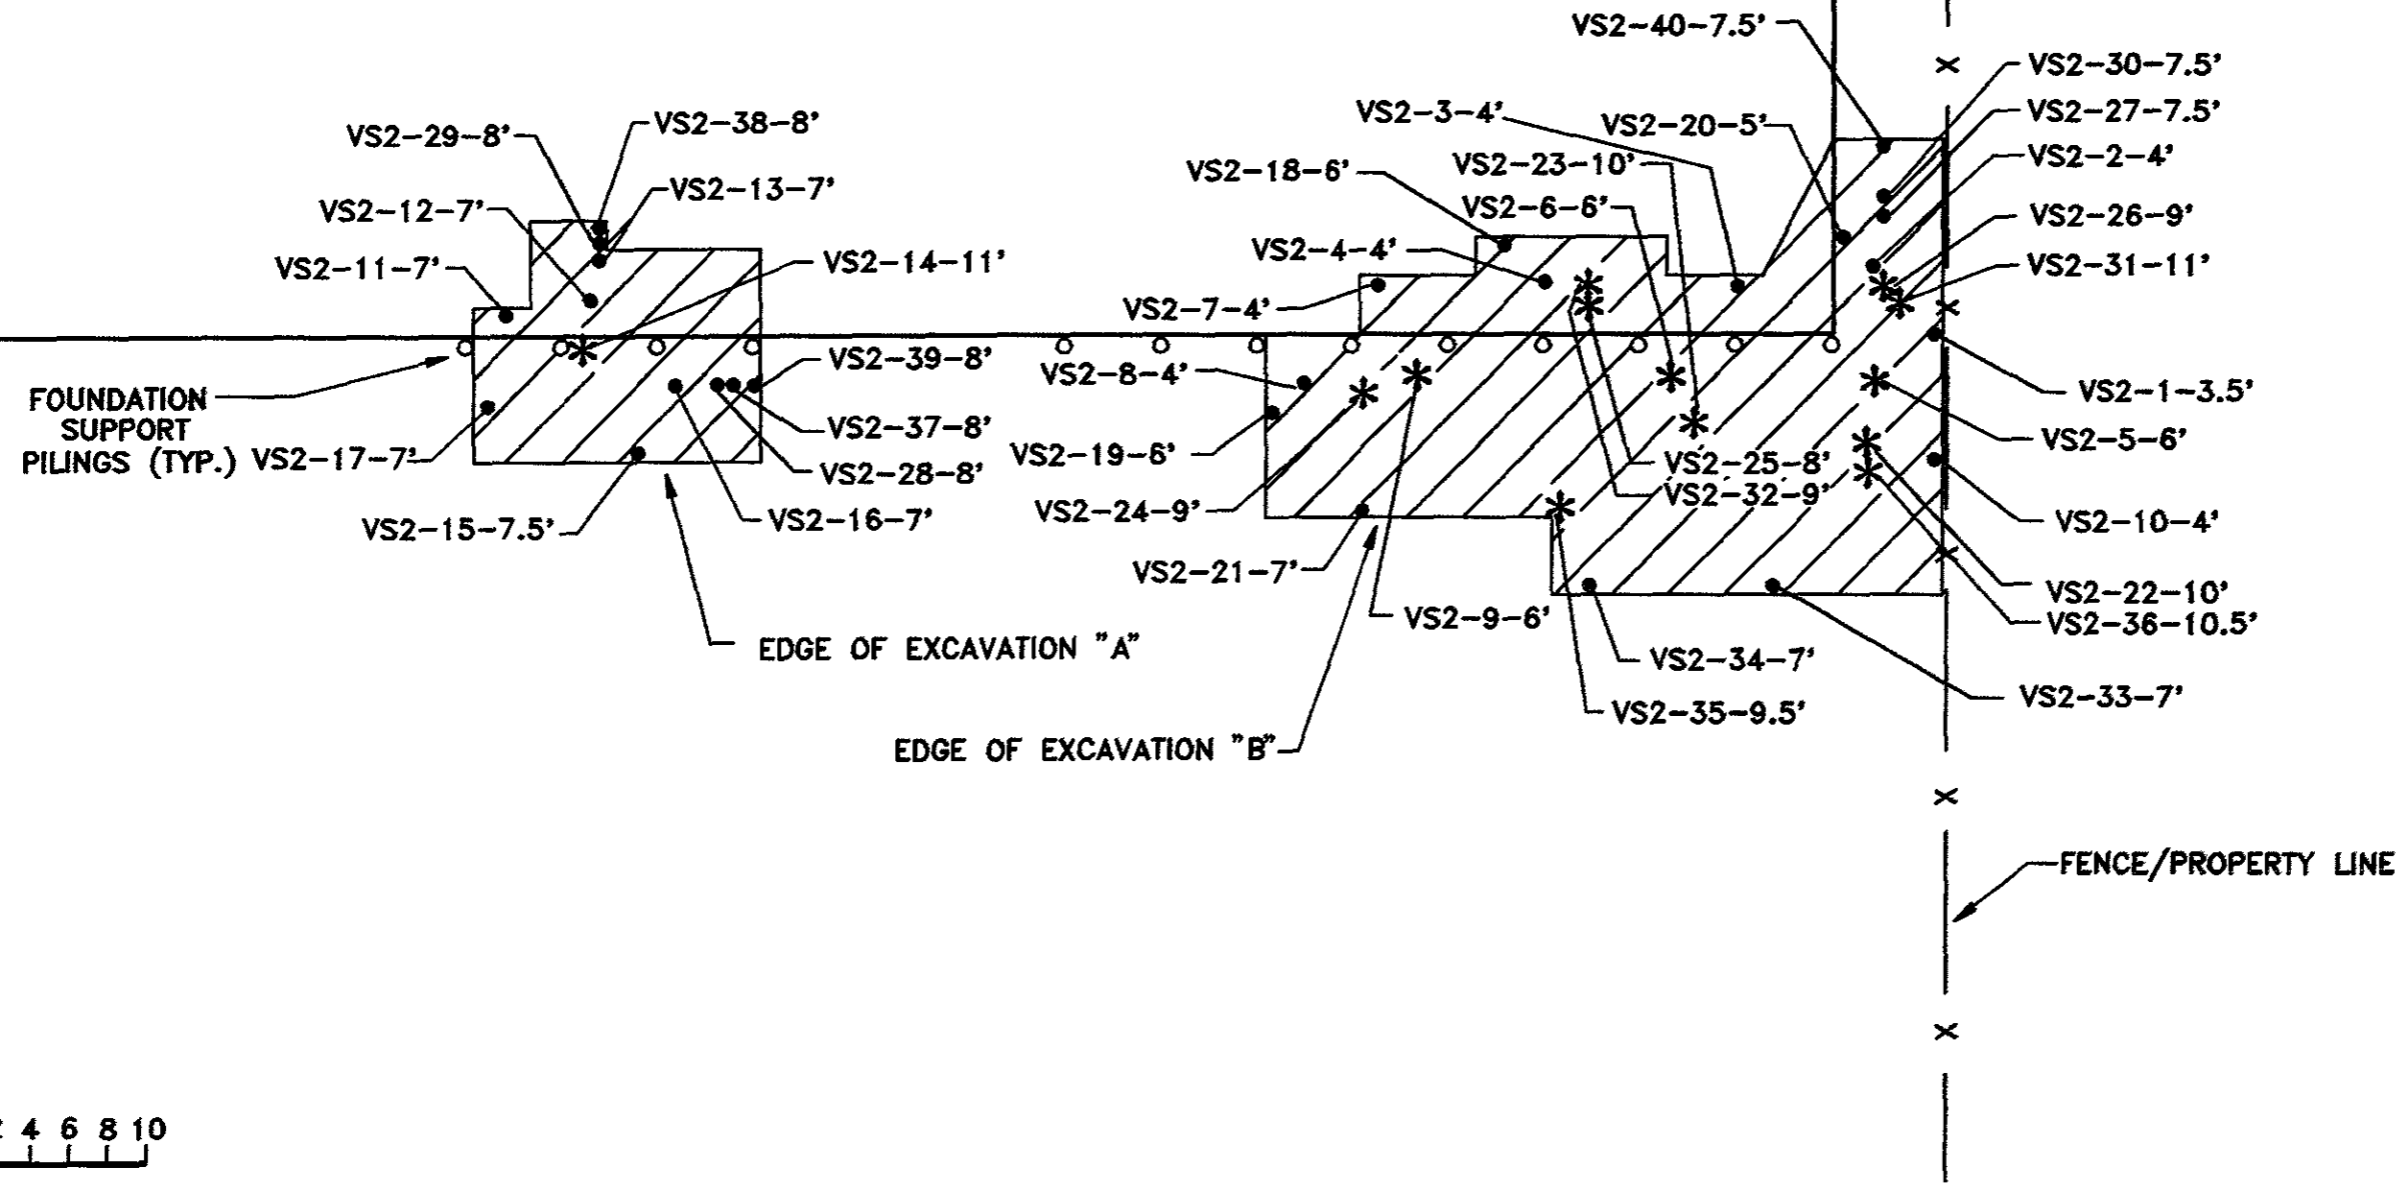 VS2-40-7.5'
VS2-30-7.5'
VS2-3-4'
VS2-27-7.5'
VS2-29-8'
VS2-38-8'
VS2-20-5'
VS2-2-4'
VS2-18-6'
VS2-23-10'
VS2-13-7'
VS2-12-7'
VS2-6-6'
VS2-26-9'
VS2-4-4'
VS2-11-7'
VS2-14-11'
VS2-31-11'
VS2-7-4'
VS2-39-8'
VS2-8-4'
VS2-1-3.5'
FOUNDATION
SUPPORT
PILINGS (TYP.)
VS2-17-7'
VS2-37-8'
VS2-5-6'
VS2-19-6'
VS2-25-8'
VS2-28-8'
VS2-32-9'
VS2-24-9'
VS2-16-7'
VS2-15-7.5'
VS2-10-4'
VS2-21-7'
VS2-22-10'
VS2-9-6'
VS2-36-10.5'
EDGE OF EXCAVATION "A"
VS2-34-7'
VS2-33-7'
VS2-35-9.5'
EDGE OF EXCAVATION "B"
FENCE/PROPERTY LINE
4 6 8 10